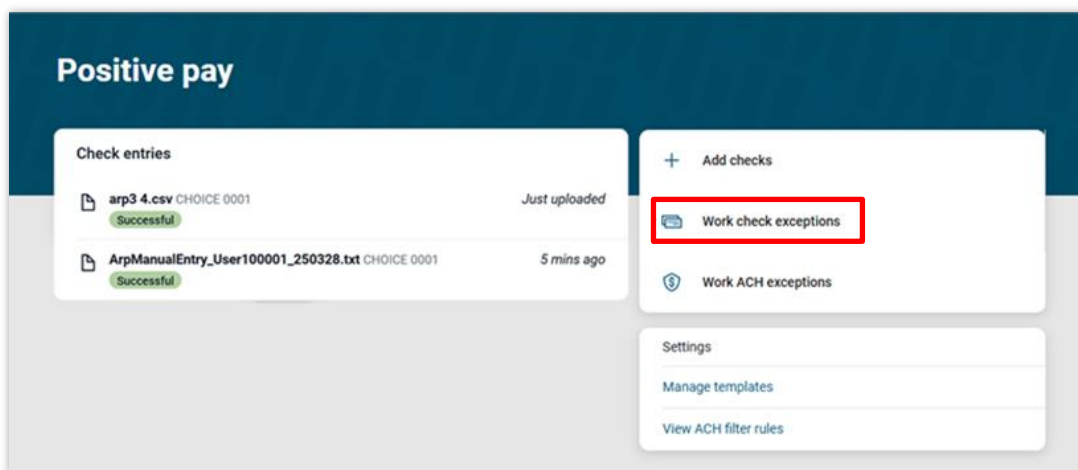 Positive pay
Check entries
arp3 4.csv CHOICE 0001
Just uploaded
Successful
ArpManualEntry_User100001_250328.txt CHOICE 0001
5 mins ago
Successful
Add checks
Work check exceptions
Work ACH exceptions
Settings
Manage templates
View ACH filter rules